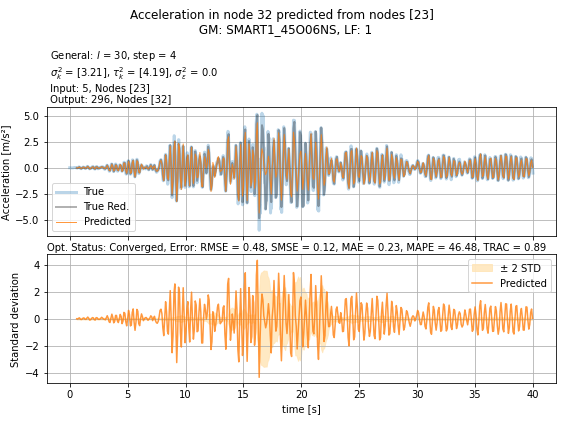 Acceleration in node 32 predicted from nodes [23]
GM: SMART1_45O06NS, LF: 1
General: l = 30, step = 4
σ²ₖ = [3.21], τ²ₖ = [4.19], σ²ε = 0.0
Input: 5, Nodes [23]
Output: 296, Nodes [32]
Acceleration [m/s²]
5.0
2.5
0.0
−2.5
−5.0
True
True Red.
Predicted
Opt. Status: Converged, Error: RMSE = 0.48, SMSE = 0.12, MAE = 0.23, MAPE = 46.48, TRAC = 0.89
Standard deviation
4
2
0
−2
−4
± 2 STD
Predicted
0 5 10 15 20 25 30 35 40
time [s]